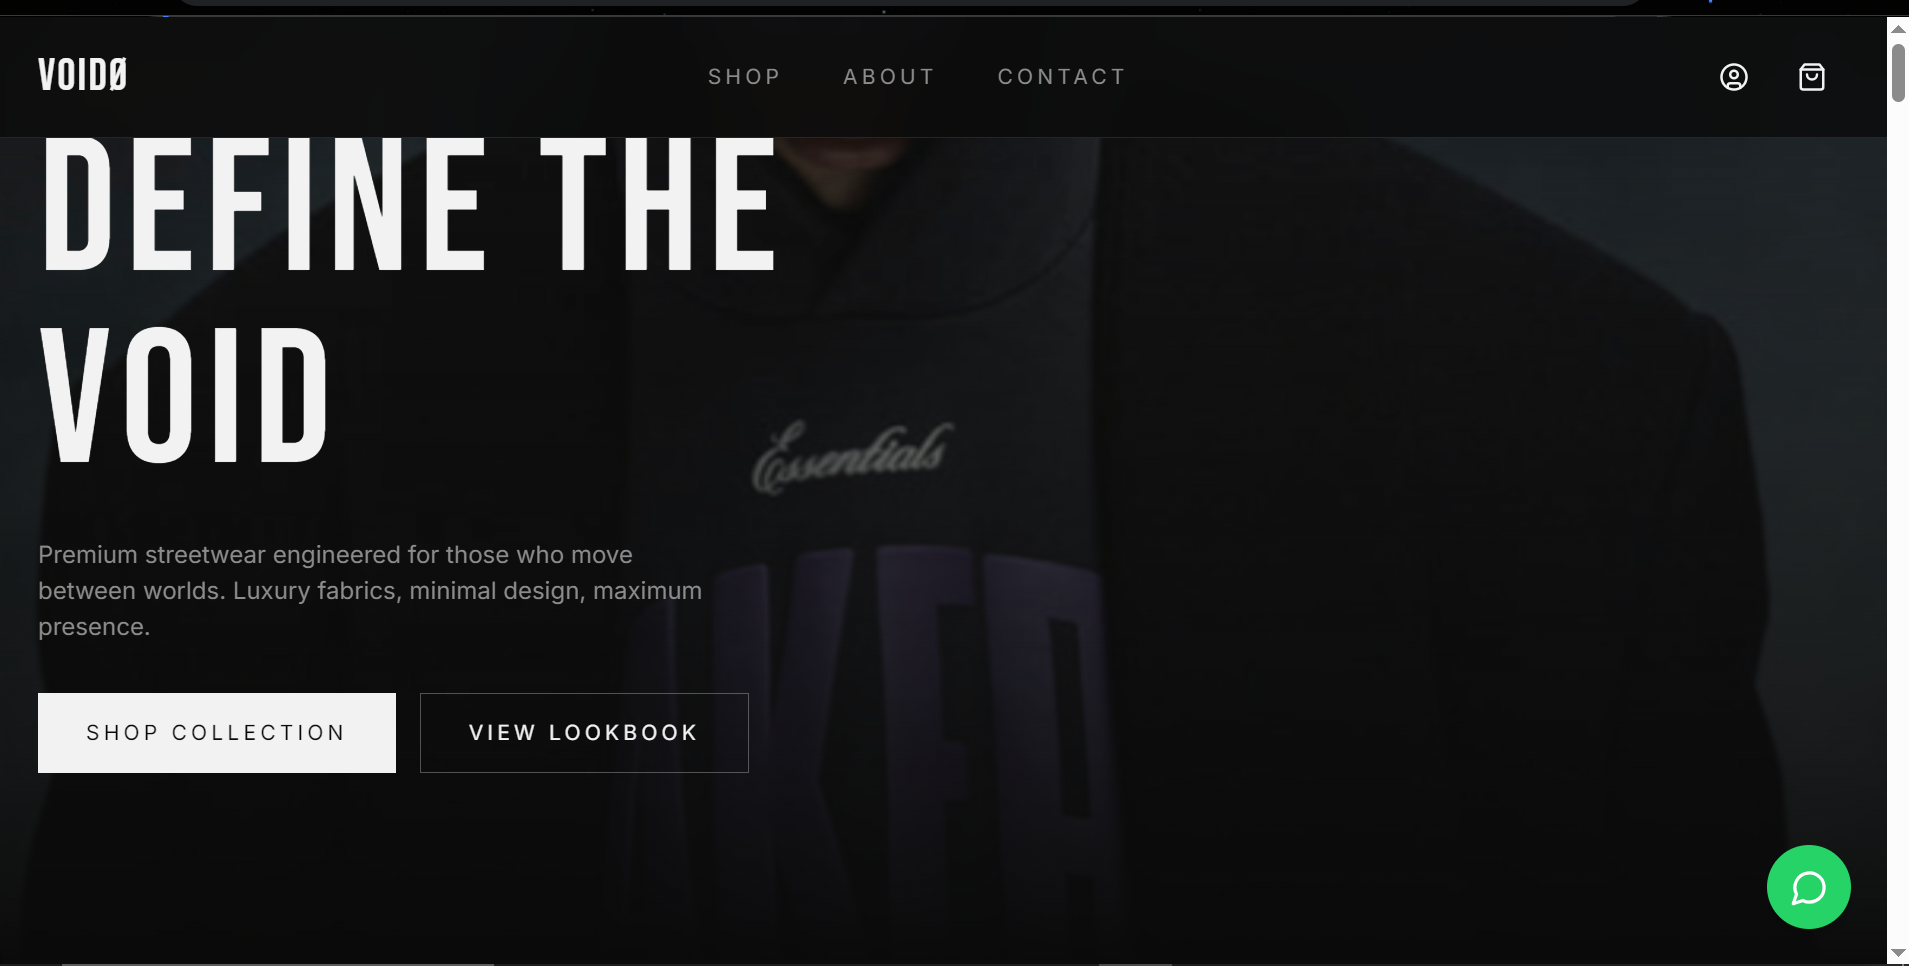 VOIDØ
SHOP ABOUT CONTACT
DEFINE THE
VOID
Essentials
Premium streetwear engineered for those who move
between worlds. Luxury fabrics, minimal design, maximum
presence.
SHOP COLLECTION
VIEW LOOKBOOK